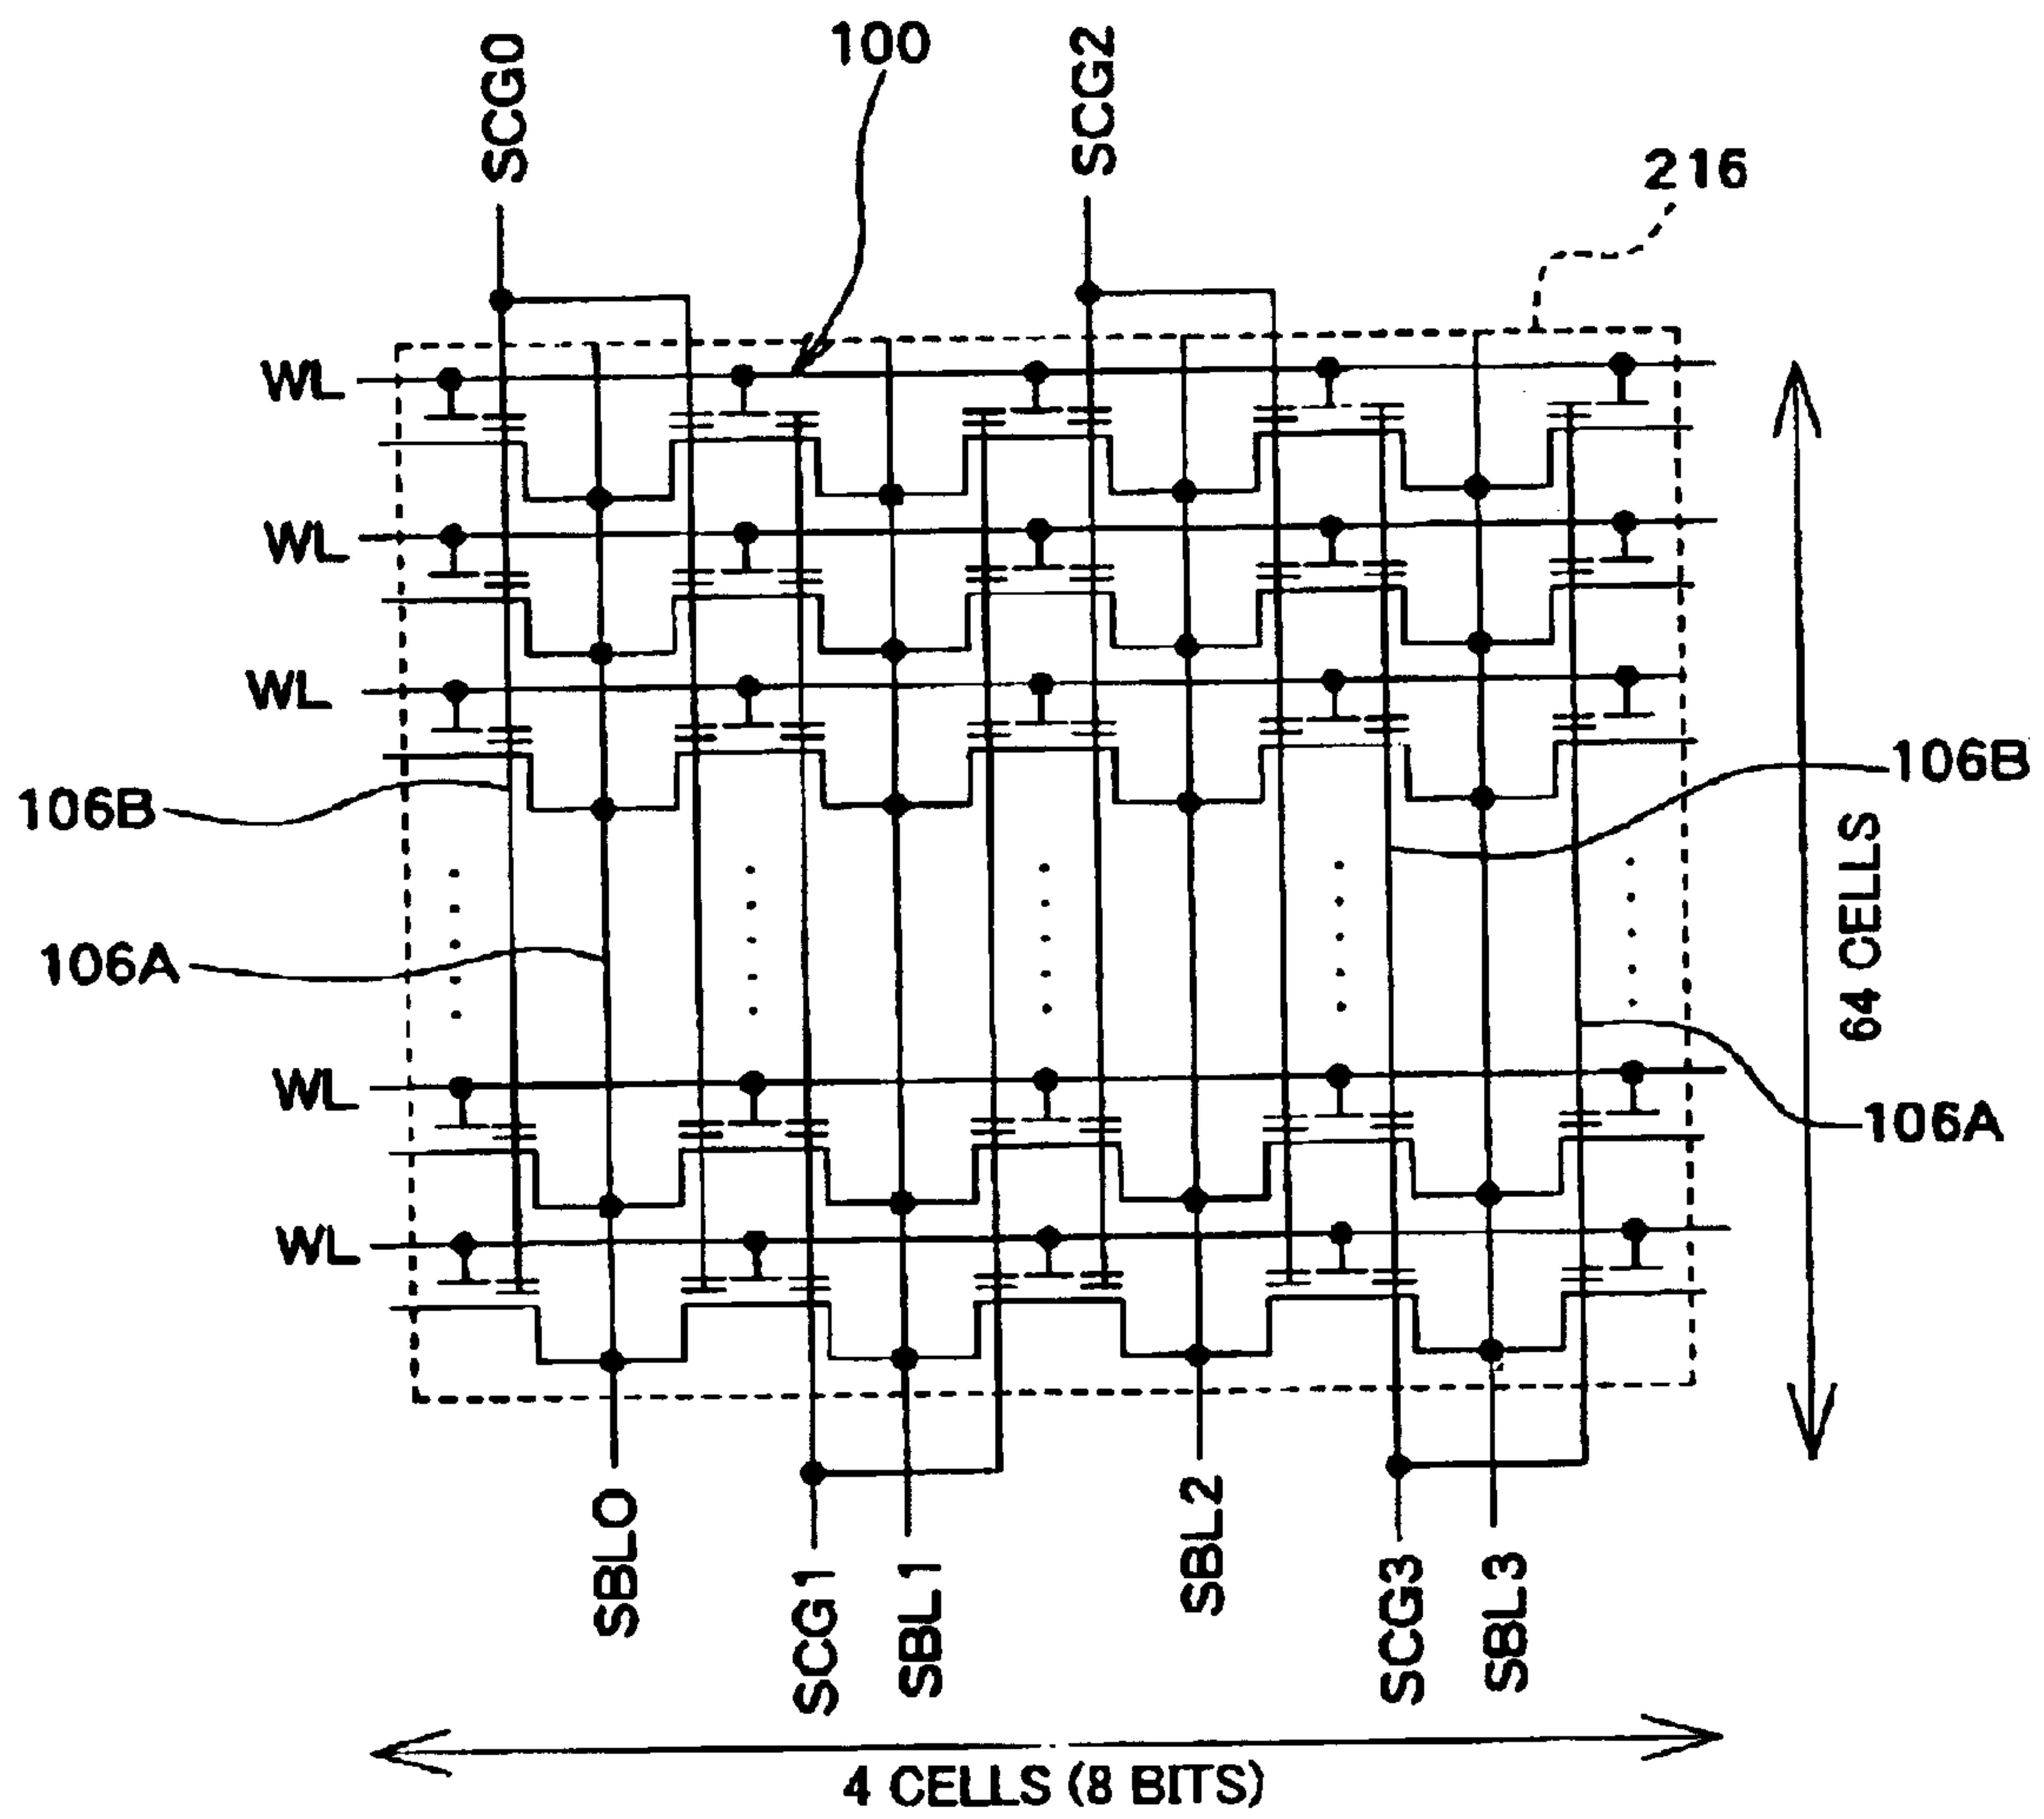 SCG0
100
SCG2
216
WL
WL
WL
106B
106B
64 CELLS
106A
106A
WL
WL
SBL0
SCG1
SBL1
SBL2
SCG3
SBL3
4 CELLS (8 BITS)